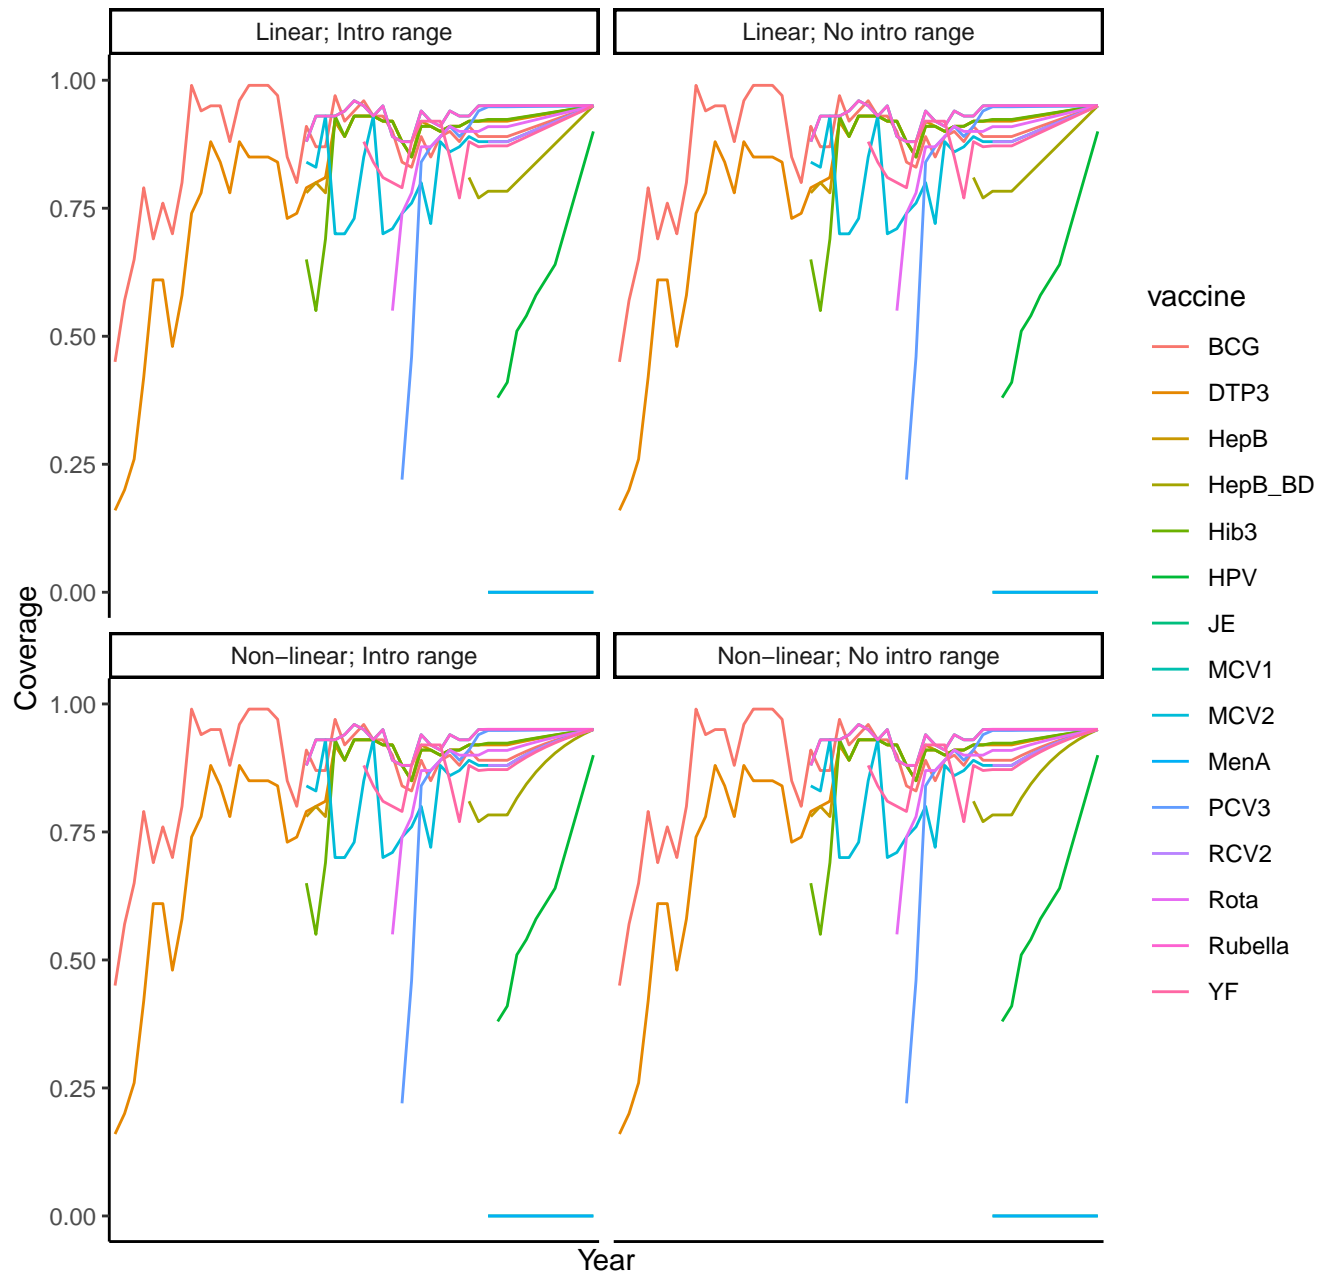 Linear; Intro range
Linear; No intro range
1.00
0.75
0.50
0.25
0.00
Non−linear; Intro range
Non−linear; No intro range
1.00
0.75
0.50
0.25
0.00
Coverage
Year
vaccine
BCG
DTP3
HepB
HepB_BD
Hib3
HPV
JE
MCV1
MCV2
MenA
PCV3
RCV2
Rota
Rubella
YF